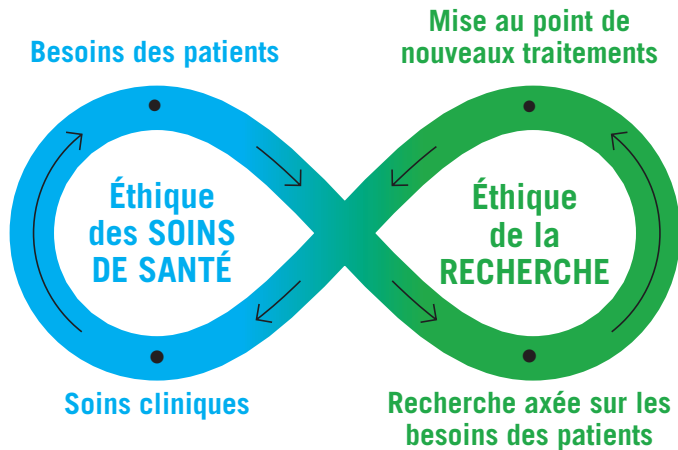 Besoins des patients
Mise au point de
nouveaux traitements
Éthique
des SOINS
DE SANTÉ
Éthique
de la
RECHERCHE
Soins cliniques
Recherche axée sur les
besoins des patients